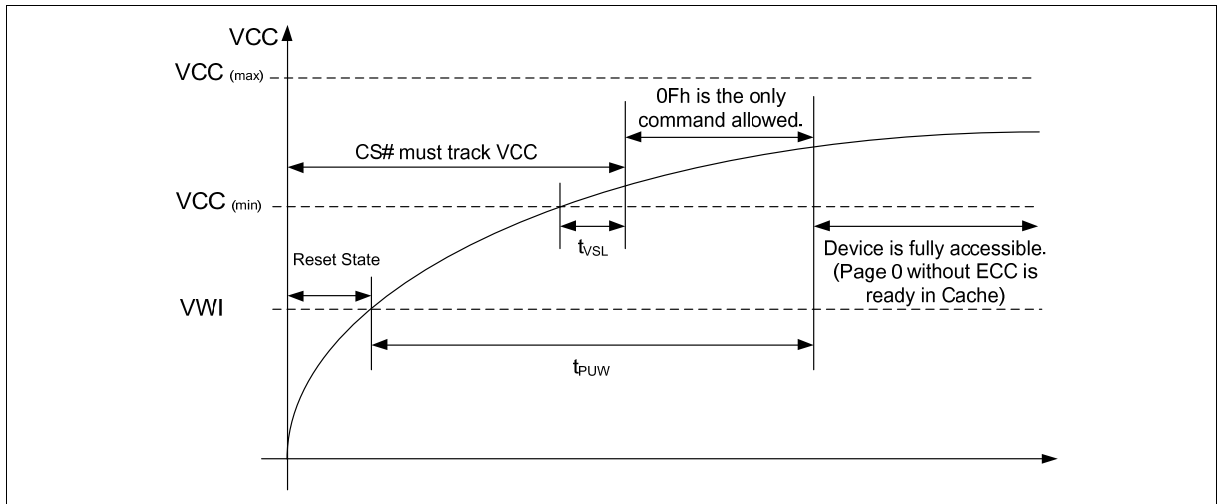 VCC
VCC (max)
0Fh is the only
command allowed.
CS# must track VCC
VCC (min)
tVSL
Device is fully accessible.
(Page 0 without ECC is
ready in Cache)
Reset State
VWI
tPUW